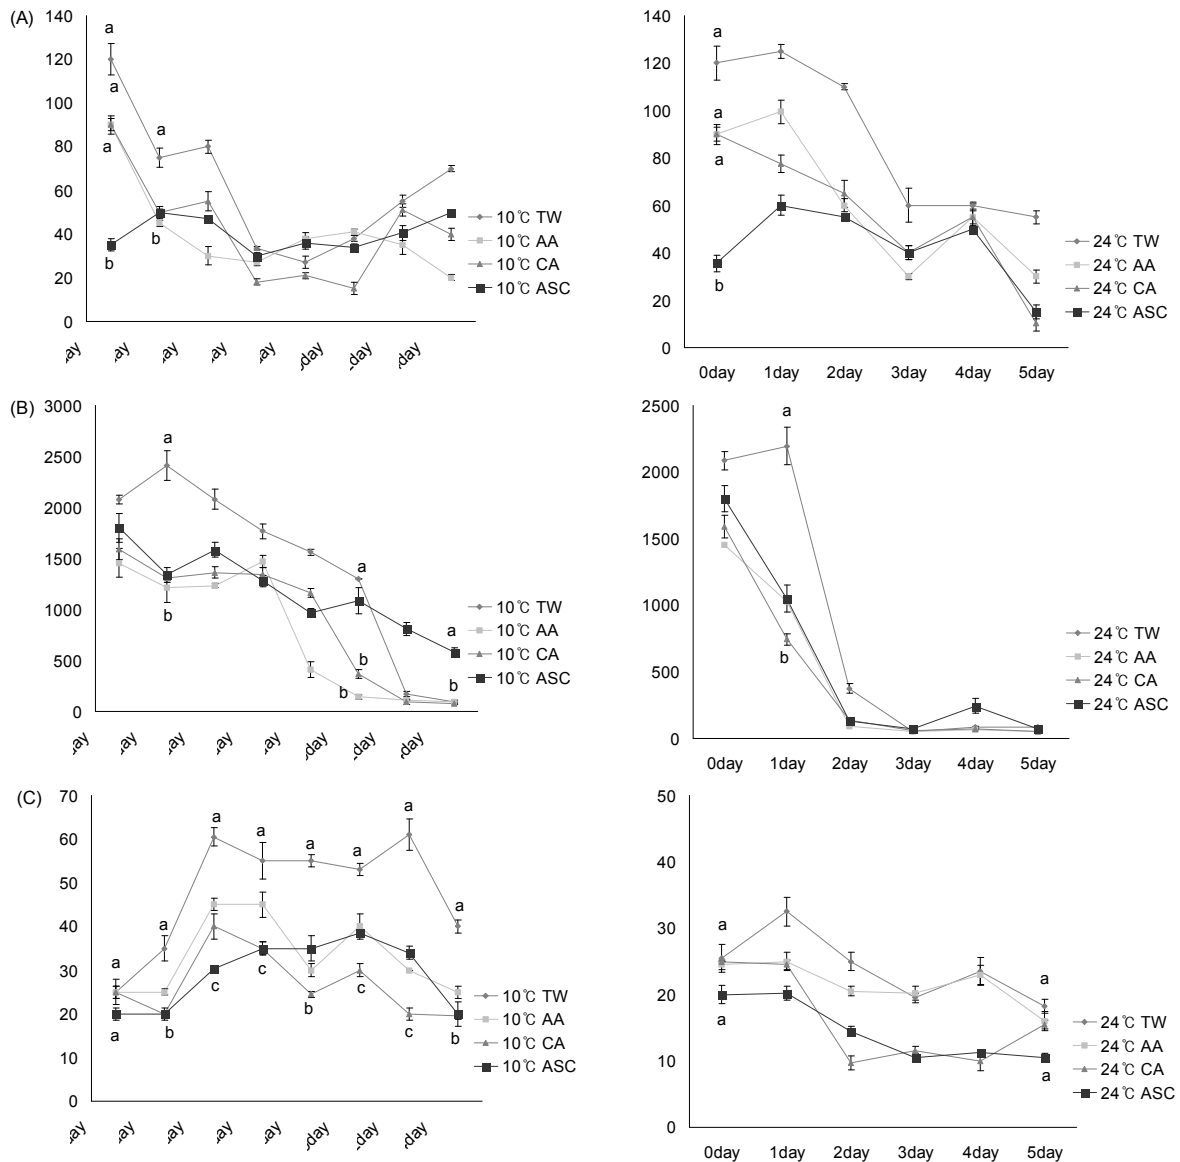 (A)
140
120
100
80
60
40
20
0
a
a
a
b
a
b
10℃ TW
10℃ AA
10℃ CA
10℃ ASC
140
120
100
80
60
40
20
0
a
a
a
b
0day
1day
2day
3day
4day
5day
24℃ TW
24℃ AA
24℃ CA
24℃ ASC
(B)
3000
2500
2000
1500
1000
500
0
a
b
a
b
b
a
b
10℃ TW
10℃ AA
10℃ CA
10℃ ASC
2500
2000
1500
1000
500
0
a
b
0day
1day
2day
3day
4day
5day
24℃ TW
24℃ AA
24℃ CA
24℃ ASC
(C)
70
60
50
40
30
20
10
0
a
a
a
b
a
c
a
c
a
b
a
c
a
c
a
b
10℃ TW
10℃ AA
10℃ CA
10℃ ASC
50
40
30
20
10
0
a
a
a
a
0day
1day
2day
3day
4day
5day
24℃ TW
24℃ AA
24℃ CA
24℃ ASC